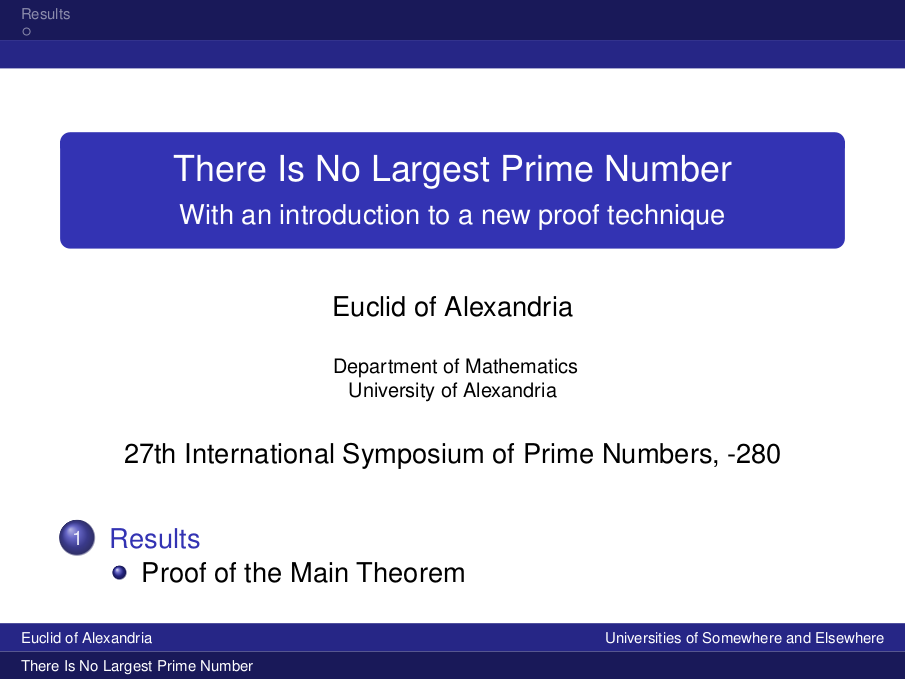 Results
There Is No Largest Prime Number
With an introduction to a new proof technique
Euclid of Alexandria
Department of Mathematics
University of Alexandria
27th International Symposium of Prime Numbers, -280
1 Results
Proof of the Main Theorem
Euclid of Alexandria
Universities of Somewhere and Elsewhere
There Is No Largest Prime Number